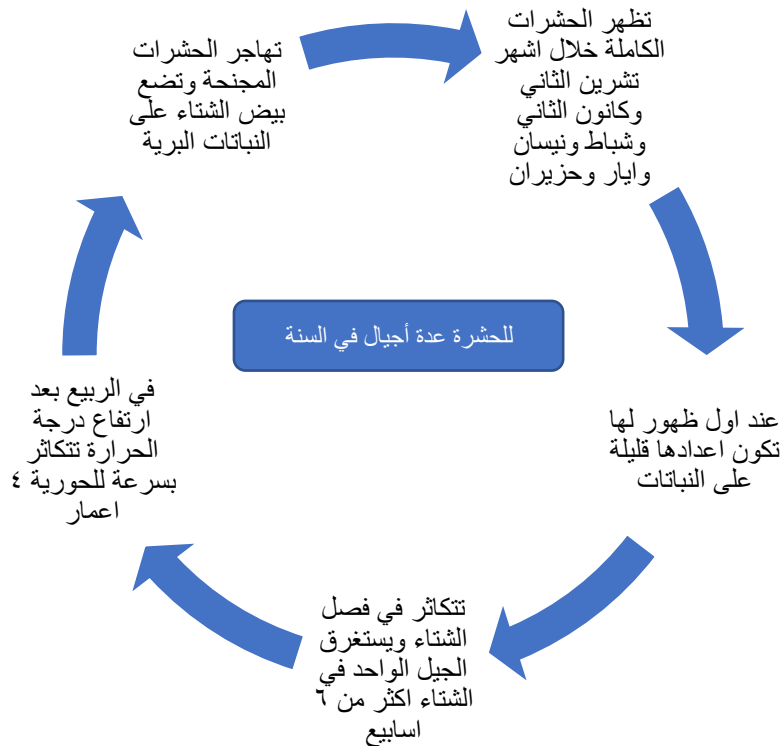 تظهر الحشرات
الكاملة خلال اشهر
تشرين الثاني
وكانون الثاني
وشباط ونيسان
وايار وحزيران
عند اول ظهور لها
تكون اعدادها قليلة
على النباتات
تتكاثر في فصل
الشتاء ويستغرق
الجيل الواحد في
الشتاء اكثر من ٦
اسابيع
في الربيع بعد
ارتفاع درجة
الحرارة تتكاثر
بسرعة للحورية ٤
اعمار
تهاجر الحشرات
المجنحة وتضع
بيض الشتاء على
النباتات البرية
للحشرة عدة أجيال في السنة